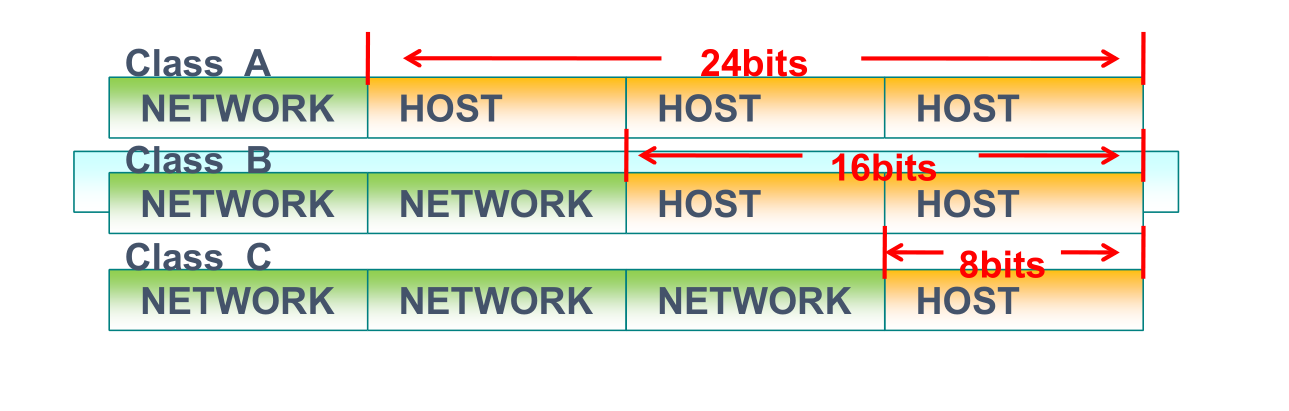 Class A
24bits
NETWORK HOST HOST HOST
Class B
16bits
NETWORK NETWORK HOST HOST
Class C
8bits
NETWORK NETWORK NETWORK HOST